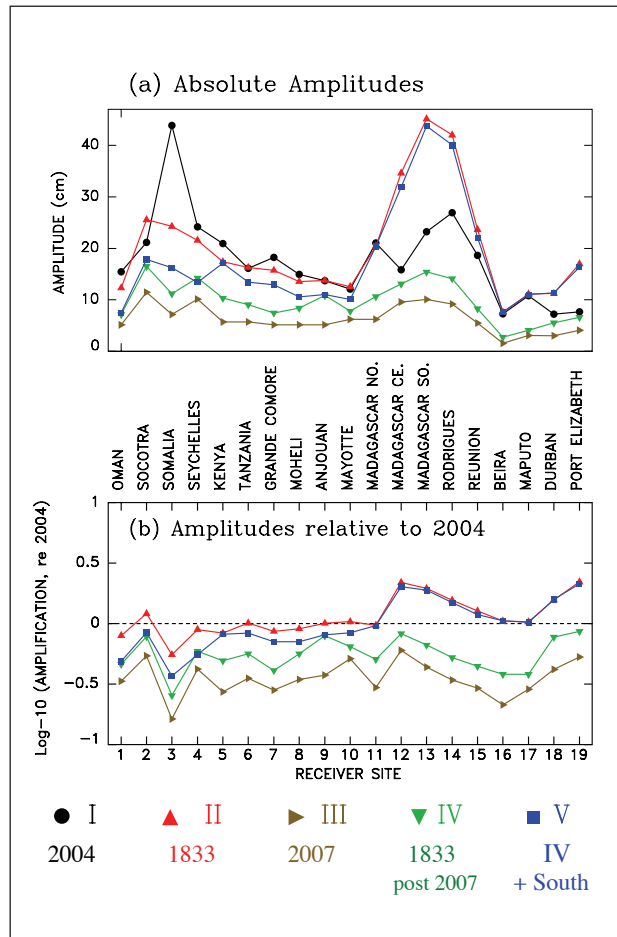 (a) Absolute Amplitudes
AMPLITUDE (cm)
40
30
20
10
0
OMAN
SOCOTRA
SOMALIA
SEYCHELLES
KENYA
TANZANIA
GRANDE COMORE
MOHELI
ANJOUAN
MAYOTTE
MADAGASCAR NO.
MADAGASCAR CE.
MADAGASCAR SO.
RODRIGUES
REUNION
BEIRA
MAPUTO
DURBAN
PORT ELIZABETH
(b) Amplitudes relative to 2004
Log-10 (AMPLIFICATION, re 2004)
1
0.5
0
-0.5
-1
1 2 3 4 5 6 7 8 9 10 11 12 13 14 15 16 17 18 19
RECEIVER SITE
I II III IV V
2004 1833 2007 1833 IV
post 2007 + South